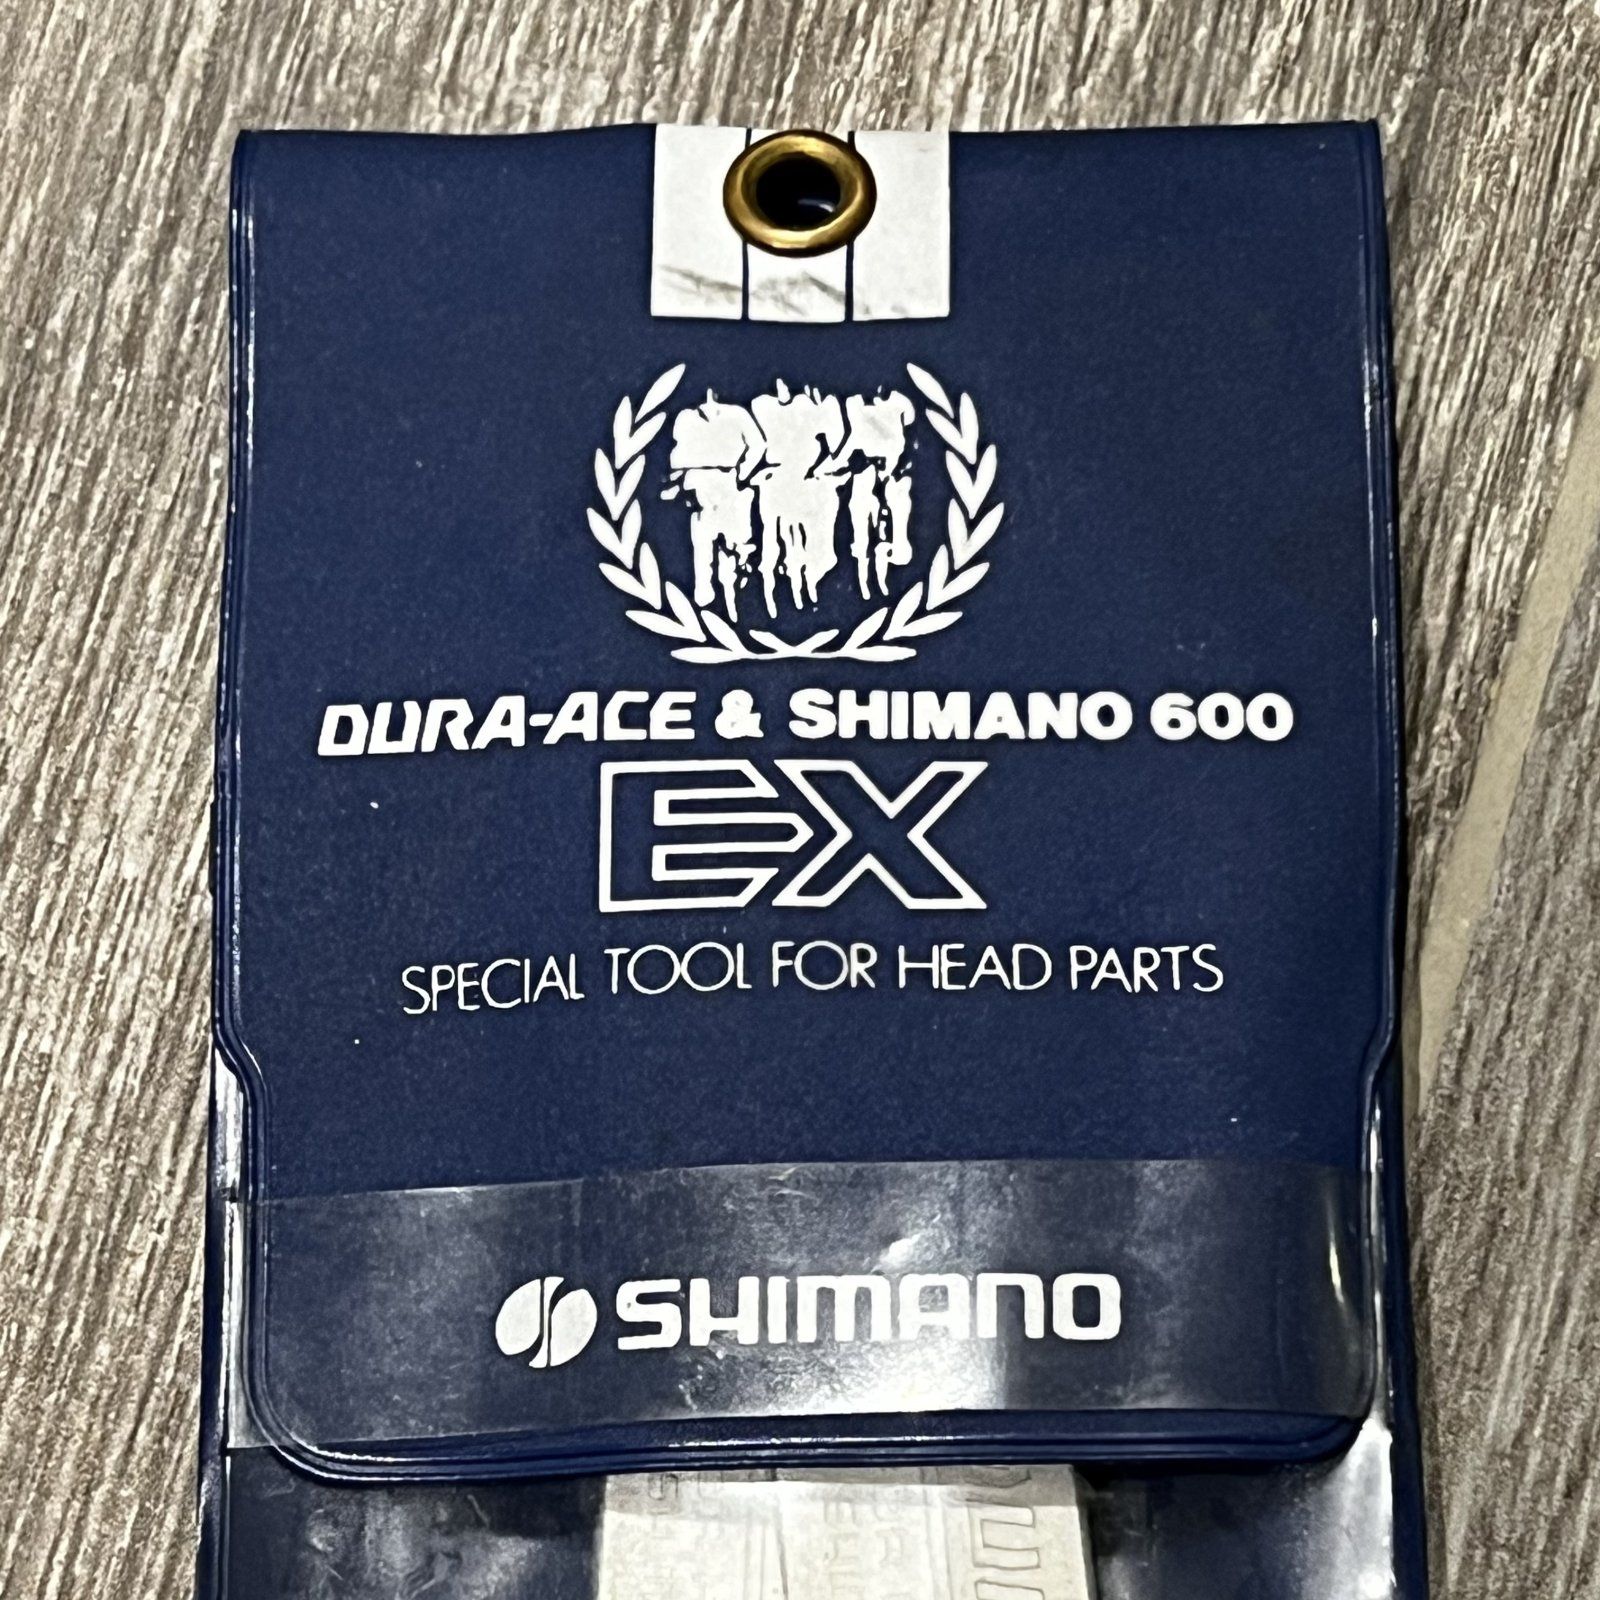 DURA-ACE & SHIMANO 600
EX
SPECIAL TOOL FOR HEAD PARTS
SHIMANO